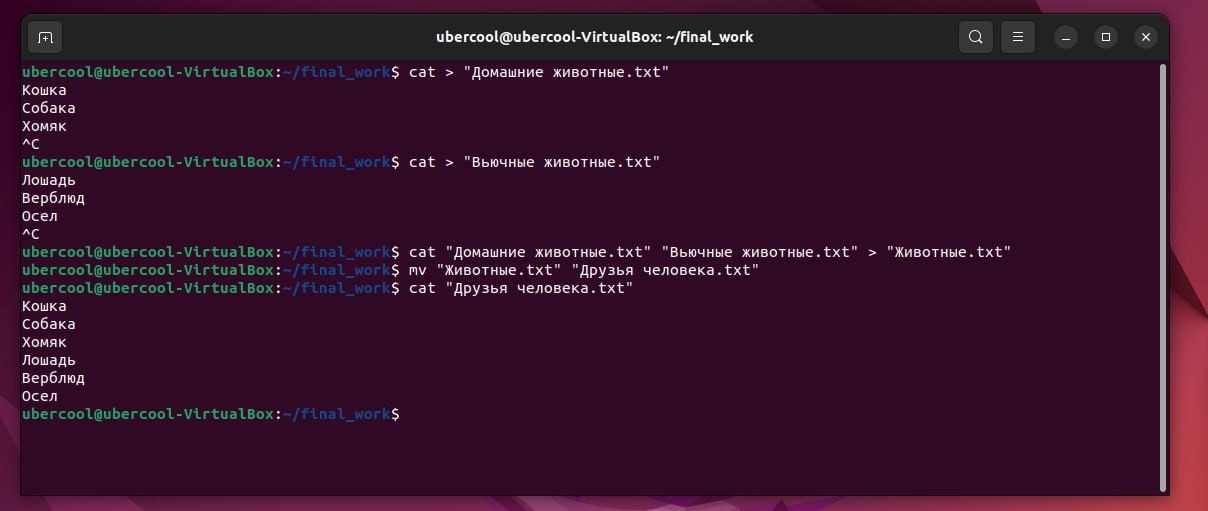 ubercool@ubercool-VirtualBox: ~/final_work
ubercool@ubercool-VirtualBox:~/final_work$ cat > "Домашние животные.txt"
Кошка
Собака
Хомяк
^C
ubercool@ubercool-VirtualBox:~/final_work$ cat > "Вьючные животные.txt"
Лошадь
Верблюд
Осел
^C
ubercool@ubercool-VirtualBox:~/final_work$ cat "Домашние животные.txt" "Вьючные животные.txt" > "Животные.txt"
ubercool@ubercool-VirtualBox:~/final_work$ mv "Животные.txt" "Друзья человека.txt"
ubercool@ubercool-VirtualBox:~/final_work$ cat "Друзья человека.txt"
Кошка
Собака
Хомяк
Лошадь
Верблюд
Осел
ubercool@ubercool-VirtualBox:~/final_work$